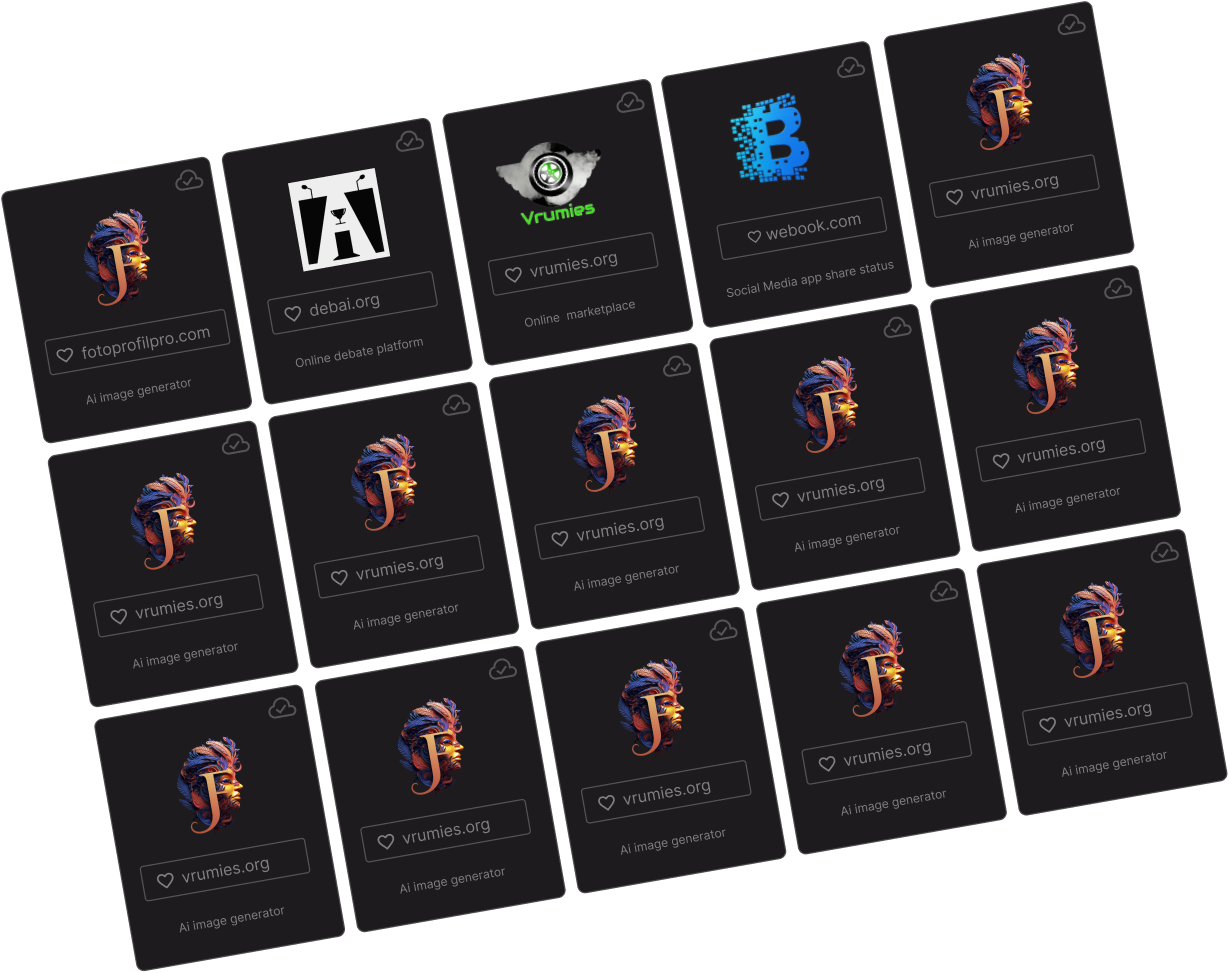 F
fotoprofilpro.com
Ai image generator
A
debai.org
Online debate platform
Vrumies
vrumies.org
Online marketplace
B
webook.com
Social Media app share status
F
vrumies.org
Ai image generator
F
vrumies.org
Ai image generator
F
vrumies.org
Ai image generator
F
vrumies.org
Ai image generator
F
vrumies.org
Ai image generator
F
vrumies.org
Ai image generator
F
vrumies.org
Ai image generator
F
vrumies.org
Ai image generator
F
vrumies.org
Ai image generator
F
vrumies.org
Ai image generator
F
vrumies.org
Ai image generator